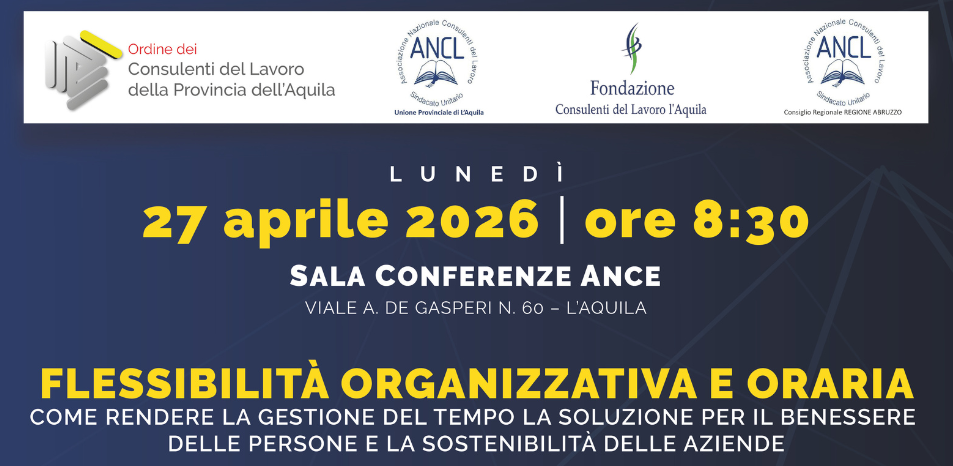 Ordine dei
Consulenti del Lavoro
della Provincia dell'Aquila
Associazione Nazionale Consulenti del Lavoro
ANCL
Sindacato Unitario
Unione Provinciale di L'Aquila
Fondazione
Consulenti del Lavoro l'Aquila
Associazione Nazionale Consulenti del Lavoro
ANCL
Sindacato Unitario
Consiglio Regionale REGIONE ABRUZZO
LUNEDÌ
27 aprile 2026 | ore 8:30
SALA CONFERENZE ANCE
VIALE A. DE GASPERI N. 60 – L'AQUILA
FLESSIBILITÀ ORGANIZZATIVA E ORARIA
COME RENDERE LA GESTIONE DEL TEMPO LA SOLUZIONE PER IL BENESSERE
DELLE PERSONE E LA SOSTENIBILITÀ DELLE AZIENDE